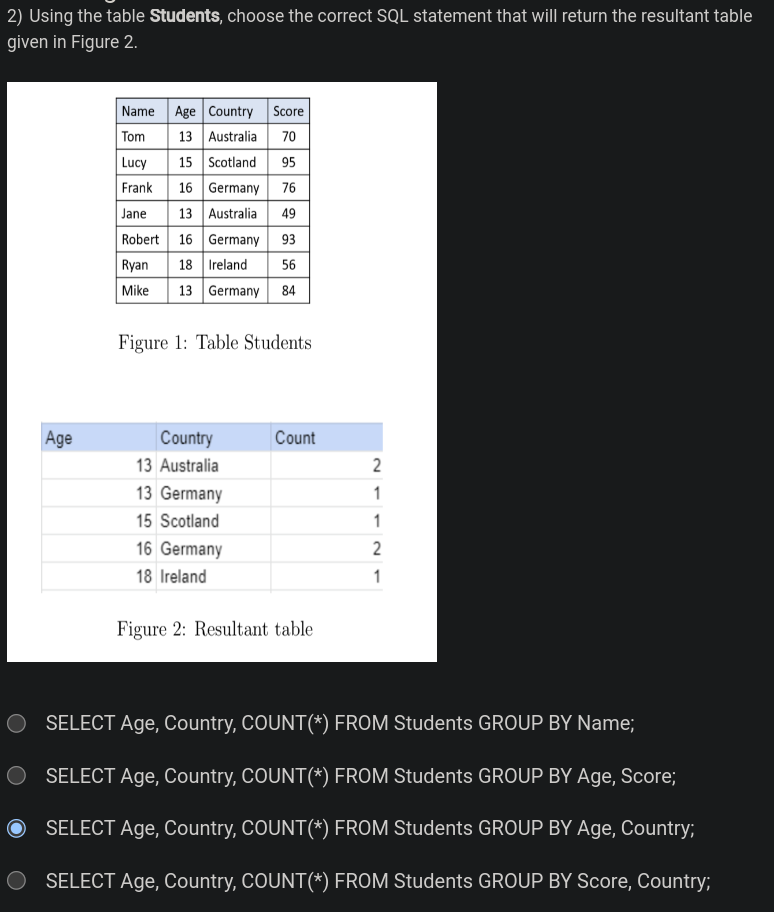 2) Using the table Students, choose the correct SQL statement that will return the resultant table
given in Figure 2.
Name Age Country Score
Tom 13 Australia 70
Lucy 15 Scotland 95
Frank 16 Germany 76
Jane 13 Australia 49
Robert 16 Germany 93
Ryan 18 Ireland 56
Mike 13 Germany 84
Figure 1: Table Students
Age Country Count
13 Australia 2
13 Germany 1
15 Scotland 1
16 Germany 2
18 Ireland 1
Figure 2: Resultant table
SELECT Age, Country, COUNT(*) FROM Students GROUP BY Name;
SELECT Age, Country, COUNT(*) FROM Students GROUP BY Age, Score;
SELECT Age, Country, COUNT(*) FROM Students GROUP BY Age, Country;
SELECT Age, Country, COUNT(*) FROM Students GROUP BY Score, Country;